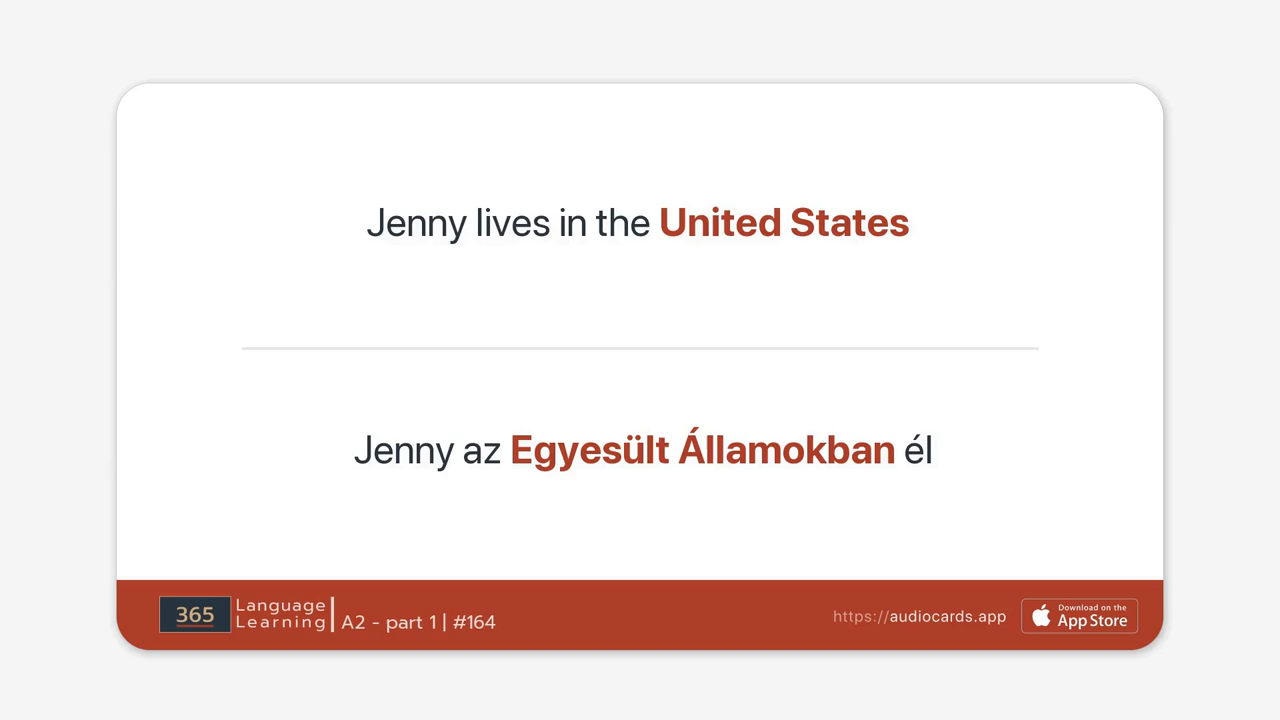 Jenny lives in the United States
Jenny az Egyesült Államokban él
365
Language
Learning
A2 - part 1 | #164
https://audiocards.app
Download on the
App Store